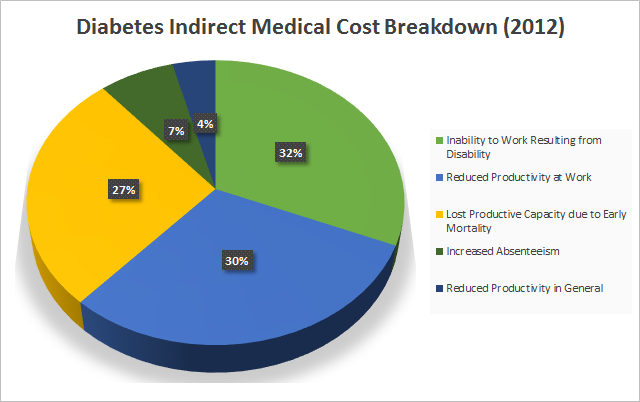 Diabetes Indirect Medical Cost Breakdown (2012)
4%
7%
32%
27%
30%
Inability to Work Resulting from
Disability
Reduced Productivity at Work
Lost Productive Capacity due to Early
Mortality
Increased Absenteeism
Reduced Productivity in General